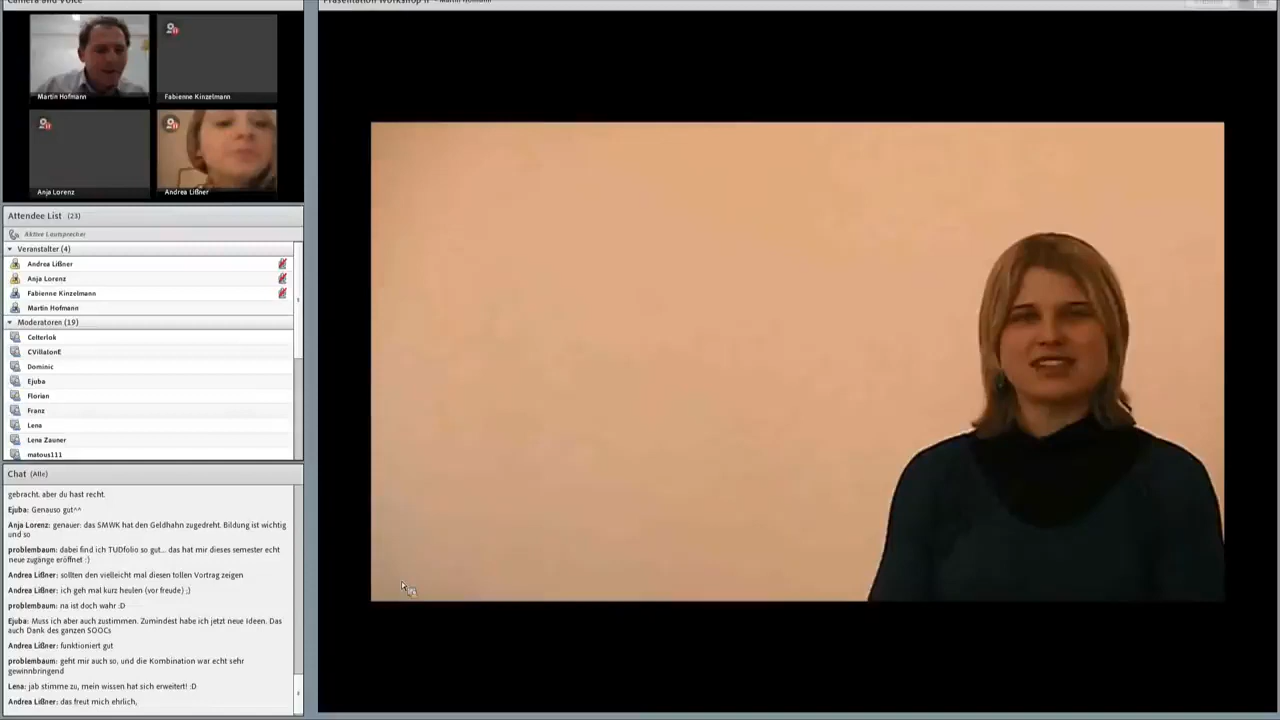 Camera and Voice
Präsentation Workshop II - Martin Hofmann
Martin Hofmann
Fabienne Kinzelmann
Anja Lorenz
Andrea Lißner
Attendee List (23)
Aktive Lautsprecher
Veranstalter (4)
Andrea Lißner
Anja Lorenz
Fabienne Kinzelmann
Martin Hofmann
Moderatoren (19)
Celterlok
CVillalonE
Dominic
Ejuba
Florian
Franz
Lena
Lena Zauner
matous111
Chat (Alle)
gebracht. aber du hast recht.
Ejuba: Genauso gut^^
Anja Lorenz: genauer: das SMWK hat den Geldhahn zugedreht. Bildung ist wichtig
und so
problembaum: dabei find ich TUDfolio so gut... das hat mir dieses semester echt
neue zugänge eröffnet :)
Andrea Lißner: sollten den vielleicht mal diesen tollen Vortrag zeigen
Andrea Lißner: ich geh mal kurz heulen (vor freude) ;)
problembaum: na ist doch wahr :D
Ejuba: Muss ich aber auch zustimmen. Zumindest habe ich jetzt neue Ideen. Das
auch Dank des ganzen SOOCs
Andrea Lißner: funktioniert gut
problembaum: geht mir auch so, und die Kombination war echt sehr
gewinnbringend
Lena: jab stimme zu, mein wissen hat sich erweitert! :D
Andrea Lißner: das freut mich ehrlich,